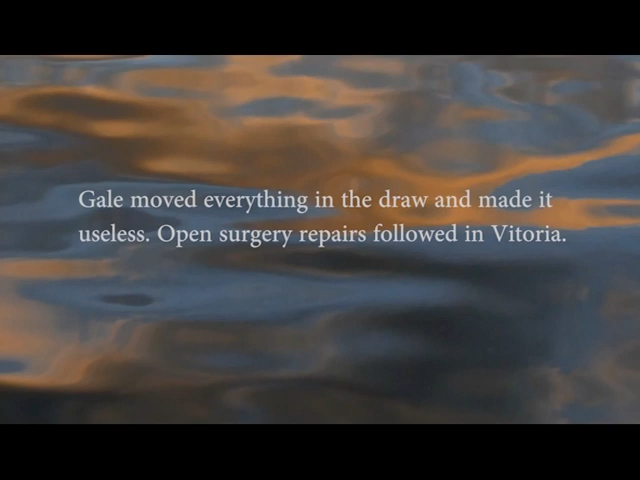 Gale moved everything in the draw and made it
useless. Open surgery repairs followed in Vitoria.